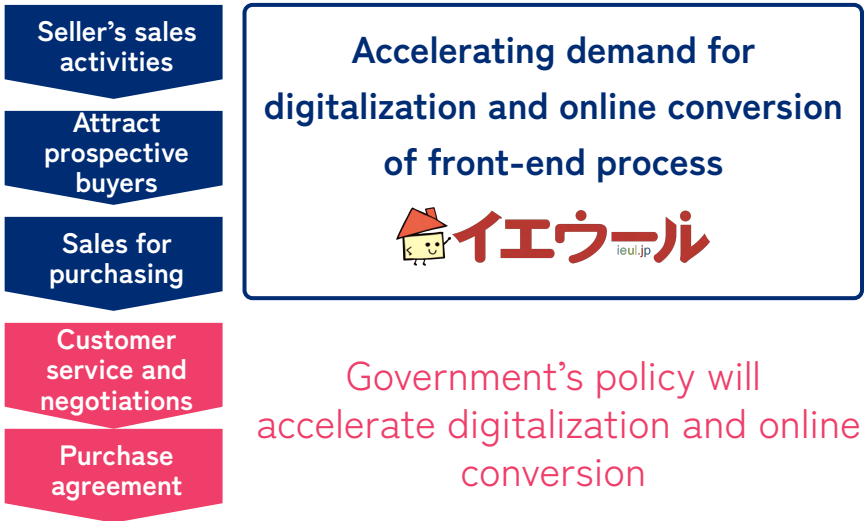 Seller’s sales
activities
Attract
prospective
buyers
Sales for
purchasing
Customer
service and
negotiations
Purchase
agreement
Accelerating demand for
digitalization and online conversion
of front-end process
イエウール
ieul.jp
Government’s policy will
accelerate digitalization and online
conversion